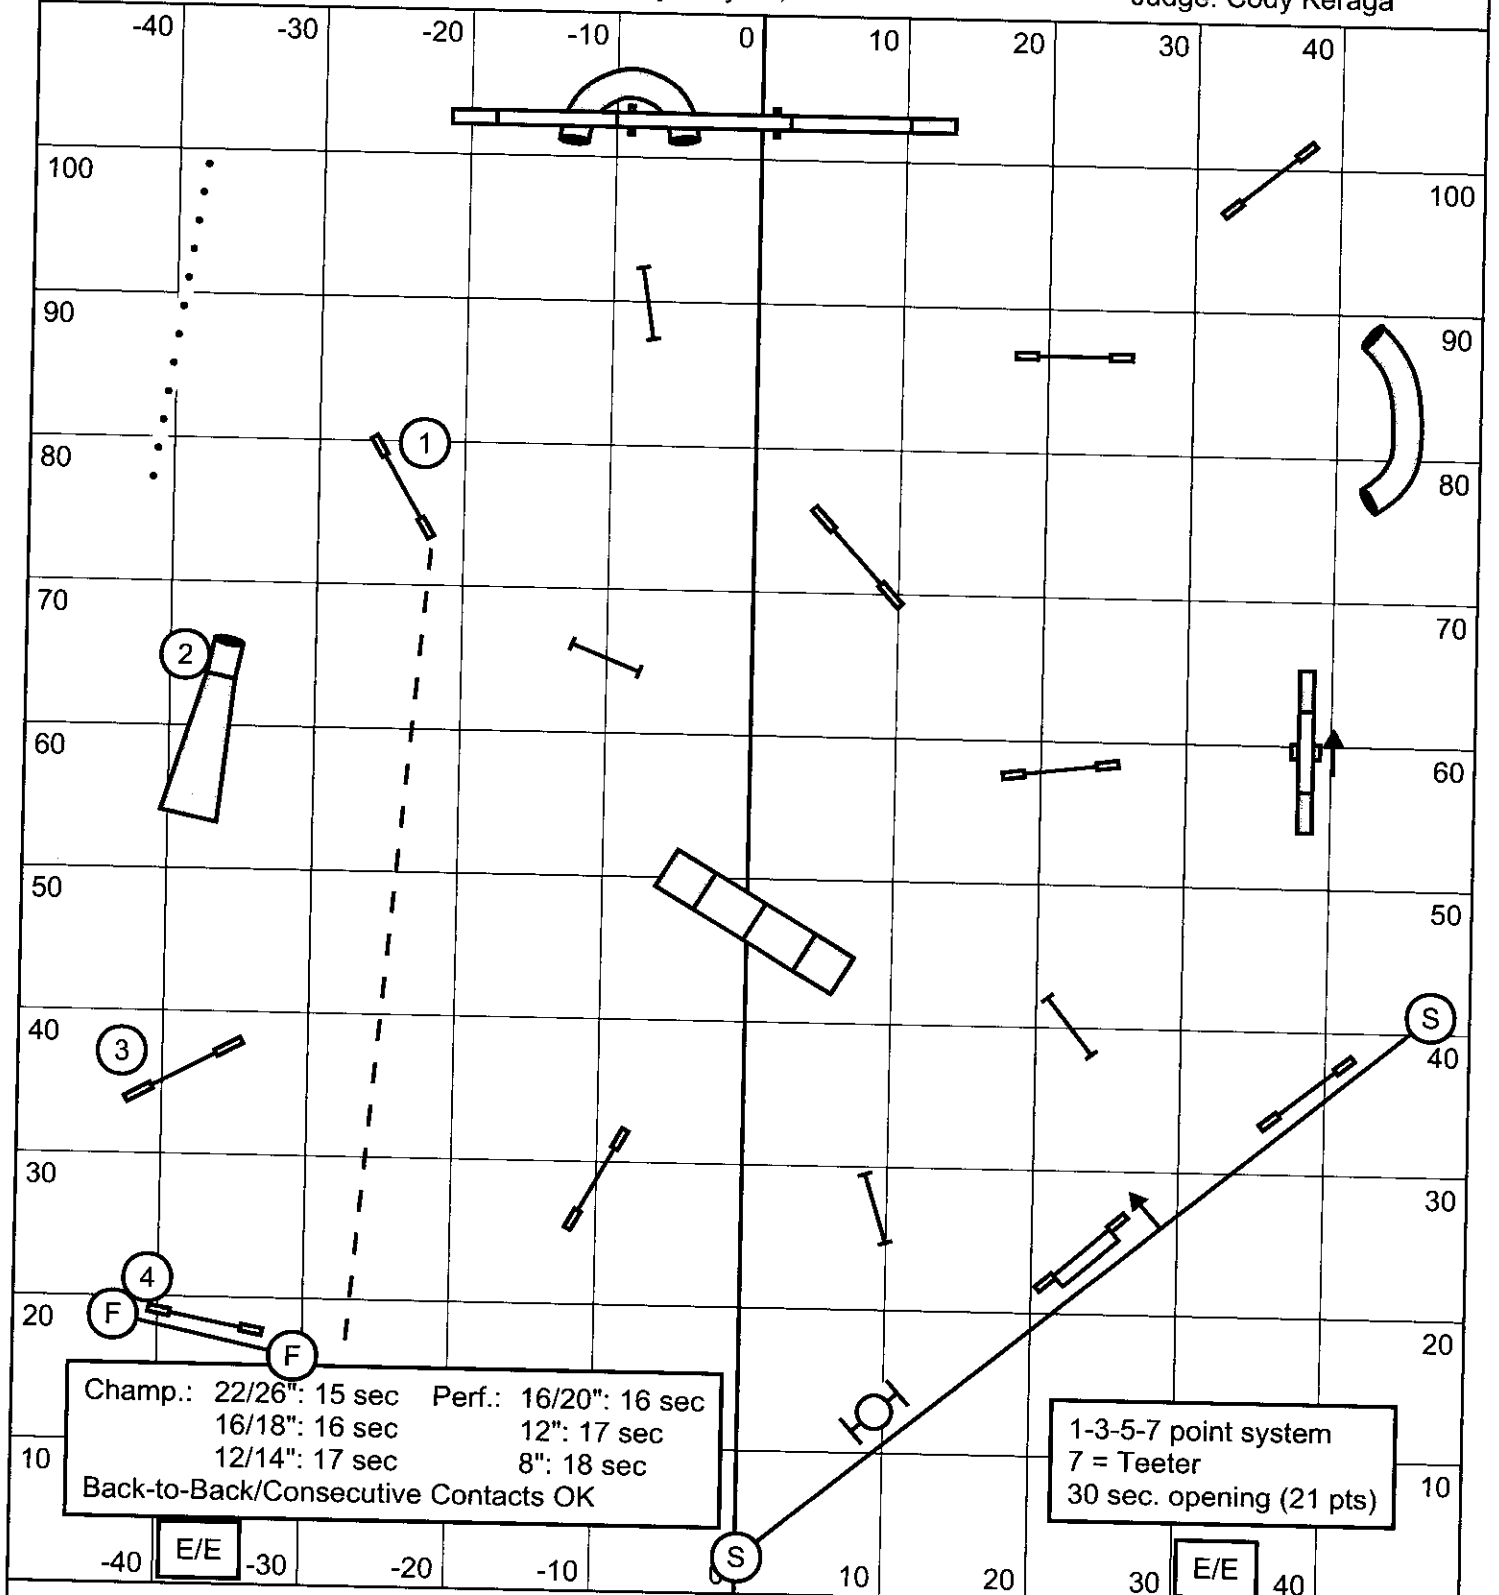 Judge: Cody Keraga
-40 -30 -20 -10 0 10 20 30 40
100 100
90 90
1
80 80
70 70
2
60 60
50 50
S
40 40
3
30 30
4
20 20
F
F
Champ.: 22/26": 15 sec Perf.: 16/20": 16 sec
16/18": 16 sec 12": 17 sec
12/14": 17 sec 8": 18 sec
Back-to-Back/Consecutive Contacts OK
1-3-5-7 point system
7 = Teeter
30 sec. opening (21 pts)
10 10
E/E
S
E/E
-40 -30 -20 -10 0 10 20 30 40